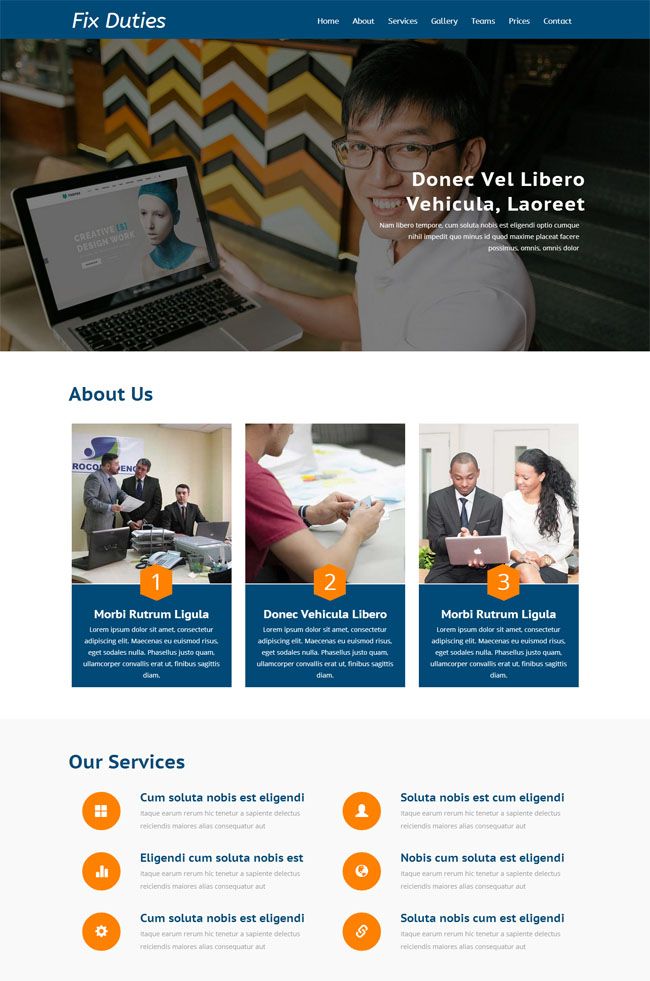 Fix Duties
Home About Services Gallery Teams Prices Contact
CREATIVE
DESIGN WORK
Donec Vel Libero
Vehicula, Laoreet
Nam libero tempore, cum soluta nobis est eligendi optio cumque
nihil impedit quo minus id quod maxime placeat facere
possimus, omnis, omnis dolor
About Us
1
Morbi Rutrum Ligula
Lorem ipsum dolor sit amet, consectetur
adipiscing elit. Maecenas eu euismod risus,
eget sodales nulla. Phasellus justo quam,
ullamcorper convallis erat ut, finibus sagittis
diam.
2
Donec Vehicula Libero
Lorem ipsum dolor sit amet, consectetur
adipiscing elit. Maecenas eu euismod risus,
eget sodales nulla. Phasellus justo quam,
ullamcorper convallis erat ut, finibus sagittis
diam.
3
Morbi Rutrum Ligula
Lorem ipsum dolor sit amet, consectetur
adipiscing elit. Maecenas eu euismod risus,
eget sodales nulla. Phasellus justo quam,
ullamcorper convallis erat ut, finibus sagittis
diam.
Our Services
Cum soluta nobis est eligendi
Itaque earum rerum hic tenetur a sapiente delectus
reiciendis maiores alias consequatur aut
Soluta nobis est cum eligendi
Itaque earum rerum hic tenetur a sapiente delectus
reiciendis maiores alias consequatur aut
Eligendi cum soluta nobis est
Itaque earum rerum hic tenetur a sapiente delectus
reiciendis maiores alias consequatur aut
Nobis cum soluta est eligendi
Itaque earum rerum hic tenetur a sapiente delectus
reiciendis maiores alias consequatur aut
Cum soluta nobis est eligendi
Itaque earum rerum hic tenetur a sapiente delectus
reiciendis maiores alias consequatur aut
Soluta nobis cum est eligendi
Itaque earum rerum hic tenetur a sapiente delectus
reiciendis maiores alias consequatur aut